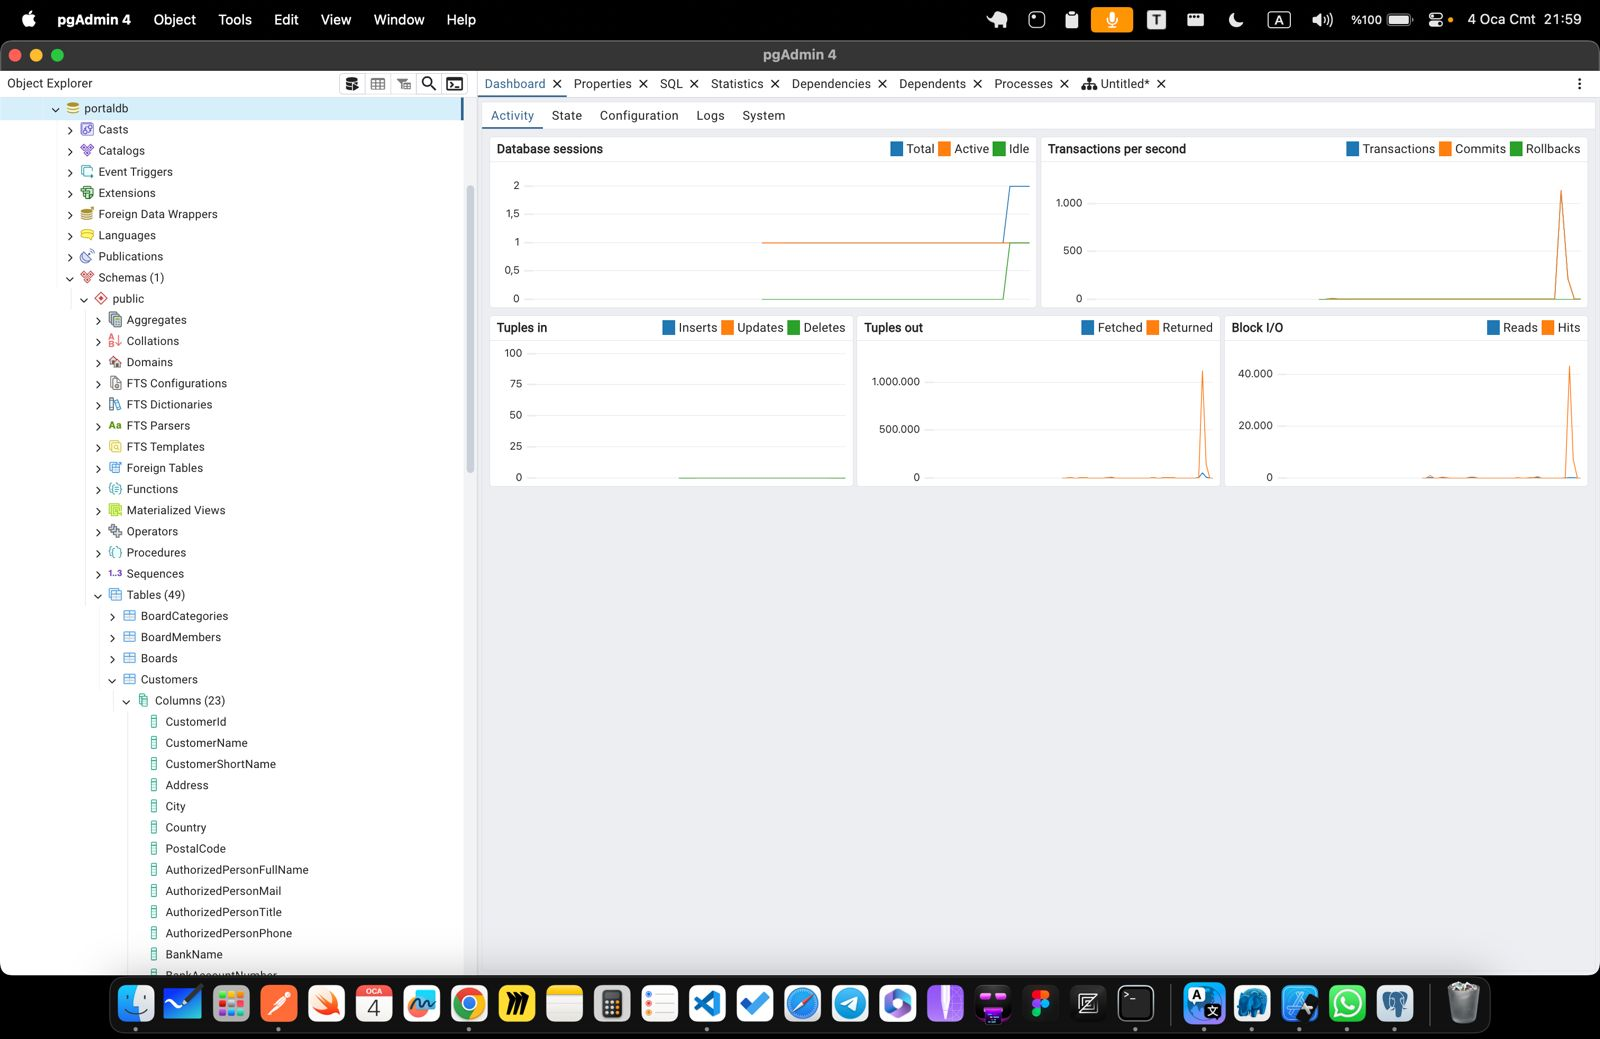 pgAdmin 4 Object Tools Edit View Window Help T A %100 4 Oca Cmt 21:59
pgAdmin 4
Object Explorer
Dashboard Properties SQL Statistics Dependencies Dependents Processes Untitled*
Activity State Configuration Logs System
portaldb
Casts
Catalogs
Event Triggers
Extensions
Foreign Data Wrappers
Languages
Publications
Schemas (1)
public
Aggregates
Collations
Domains
FTS Configurations
FTS Dictionaries
Aa FTS Parsers
FTS Templates
Foreign Tables
Functions
Materialized Views
Operators
Procedures
1..3 Sequences
Tables (49)
BoardCategories
BoardMembers
Boards
Customers
Columns (23)
CustomerId
CustomerName
CustomerShortName
Address
City
Country
PostalCode
AuthorizedPersonFullName
AuthorizedPersonMail
AuthorizedPersonTitle
AuthorizedPersonPhone
BankName
BankAccountNumber
Database sessions Total Active Idle
2
1,5
1
0,5
0
Transactions per second Transactions Commits Rollbacks
1.000
500
0
Tuples in Inserts Updates Deletes
100
75
50
25
0
Tuples out Fetched Returned
1.000.000
500.000
0
Block I/O Reads Hits
40.000
20.000
0
OCA
4
A 文